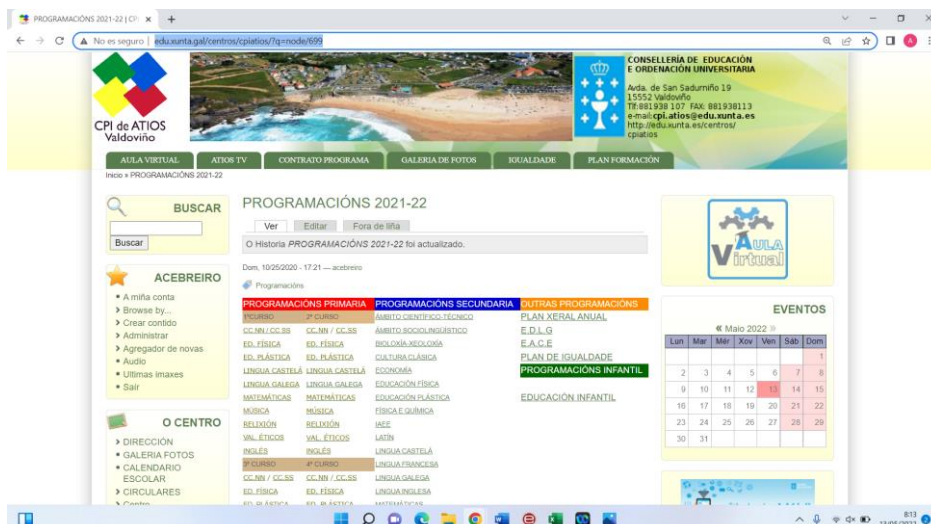 PROGRAMACIÓNS 2021-22 | CPI
No es seguro | edu.xunta.gal/centros/cpiatios/?q=node/699
CPI de ATIOS
Valdoviño
CONSELLERÍA DE EDUCACIÓN
E ORDENACIÓN UNIVERSITARIA
Avda. de San Sadurniño 19
15552 Valdoviño
Tlf:881938 107 FAX: 881938113
e-mail:cpi.atios@edu.xunta.es
http://edu.xunta.es/centros/
cpiatios
AULA VIRTUAL ATIOS TV CONTRATO PROGRAMA GALERIA DE FOTOS IGUALDADE PLAN FORMACIÓN
Inicio » PROGRAMACIÓNS 2021-22
BUSCAR
Buscar
ACEBREIRO
A miña conta
Browse by...
Crear contido
Administrar
Agregador de novas
Audio
Ultimas imaxes
Sair
O CENTRO
DIRECCIÓN
GALERIA FOTOS
CALENDARIO
ESCOLAR
CIRCULARES
Centro
PROGRAMACIÓNS 2021-22
Ver Editar Fora de liña
O Historia PROGRAMACIÓNS 2021-22 foi actualizado.
Dom, 10/25/2020 - 17:21 — acebreiro
Programacións
PROGRAMACIÓNS PRIMARIA PROGRAMACIÓNS SECUNDARIA OUTRAS PROGRAMACIÓNS
1ºCURSO 2º CURSO ÁMBITO CIENTÍFICO-TÉCNICO PLAN XERAL ANUAL
CC.NN / CC.SS CC.NN / CC.SS ÁMBITO SOCIOLINGÜÍSTICO E.D.L.G
ED. FÍSICA ED. FÍSICA BIOLOXÍA-XEOLOXÍA E.A.C.E
ED. PLÁSTICA ED. PLÁSTICA CULTURA CLÁSICA PLAN DE IGUALDADE
LINGUA CASTELÁ LINGUA CASTELÁ ECONOMÍA PROGRAMACIÓNS INFANTIL
LINGUA GALEGA LINGUA GALEGA EDUCACIÓN FÍSICA
MATEMÁTICAS MATEMÁTICAS EDUCACIÓN PLÁSTICA EDUCACIÓN INFANTIL
MÚSICA MÚSICA FÍSICA E QUÍMICA
RELIXIÓN RELIXIÓN IAEE
VAL. ÉTICOS VAL. ÉTICOS LATÍN
INGLÉS INGLÉS LINGUA CASTELÁ
3º CURSO 4º CURSO LINGUA FRANCESA
CC.NN / CC.SS CC.NN / CC.SS LINGUA GALEGA
ED. FÍSICA ED. FÍSICA LINGUA INGLESA
ED. PLÁSTICA ED. PLÁSTICA MATEMÁTICAS
AULA
Virtual
EVENTOS
« Maio 2022 »
Lun Mar Mér Xov Ven Sáb Dom
1
2 3 4 5 6 7 8
9 10 11 12 13 14 15
16 17 18 19 20 21 22
23 24 25 26 27 28 29
30 31
8:13
13/05/2022